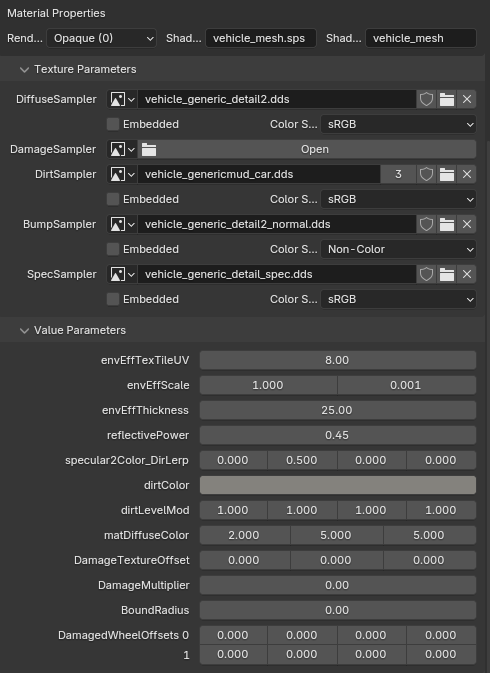 Material Properties
Rend... Opaque (0) Shad... vehicle_mesh.sps Shad... vehicle_mesh
Texture Parameters
DiffuseSampler vehicle_generic_detail2.dds
Embedded Color S... sRGB
DamageSampler Open
DirtSampler vehicle_genericmud_car.dds 3
Embedded Color S... sRGB
BumpSampler vehicle_generic_detail2_normal.dds
Embedded Color S... Non-Color
SpecSampler vehicle_generic_detail_spec.dds
Embedded Color S... sRGB
Value Parameters
envEffTexTileUV 8.00
envEffScale 1.000 0.001
envEffThickness 25.00
reflectivePower 0.45
specular2Color_DirLerp 0.000 0.500 0.000 0.000
dirtColor
dirtLevelMod 1.000 1.000 1.000 1.000
matDiffuseColor 2.000 5.000 5.000
DamageTextureOffset 0.000 0.000 0.000
DamageMultiplier 0.00
BoundRadius 0.00
DamagedWheelOffsets 0 0.000 0.000 0.000 0.000
1 0.000 0.000 0.000 0.000